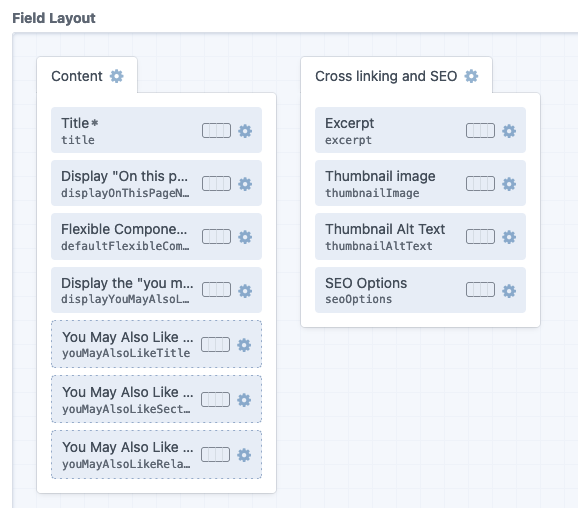 Field Layout
Content
Title*
title
Display "On this p...
displayOnThisPageN...
Flexible Compone...
defaultFlexibleCom...
Display the "you m...
displayYouMayAlsoL...
You May Also Like ...
youMayAlsoLikeTitle
You May Also Like ...
youMayAlsoLikeSect...
You May Also Like ...
youMayAlsoLikeRela...
Cross linking and SEO
Excerpt
excerpt
Thumbnail image
thumbnailImage
Thumbnail Alt Text
thumbnailAltText
SEO Options
seoOptions